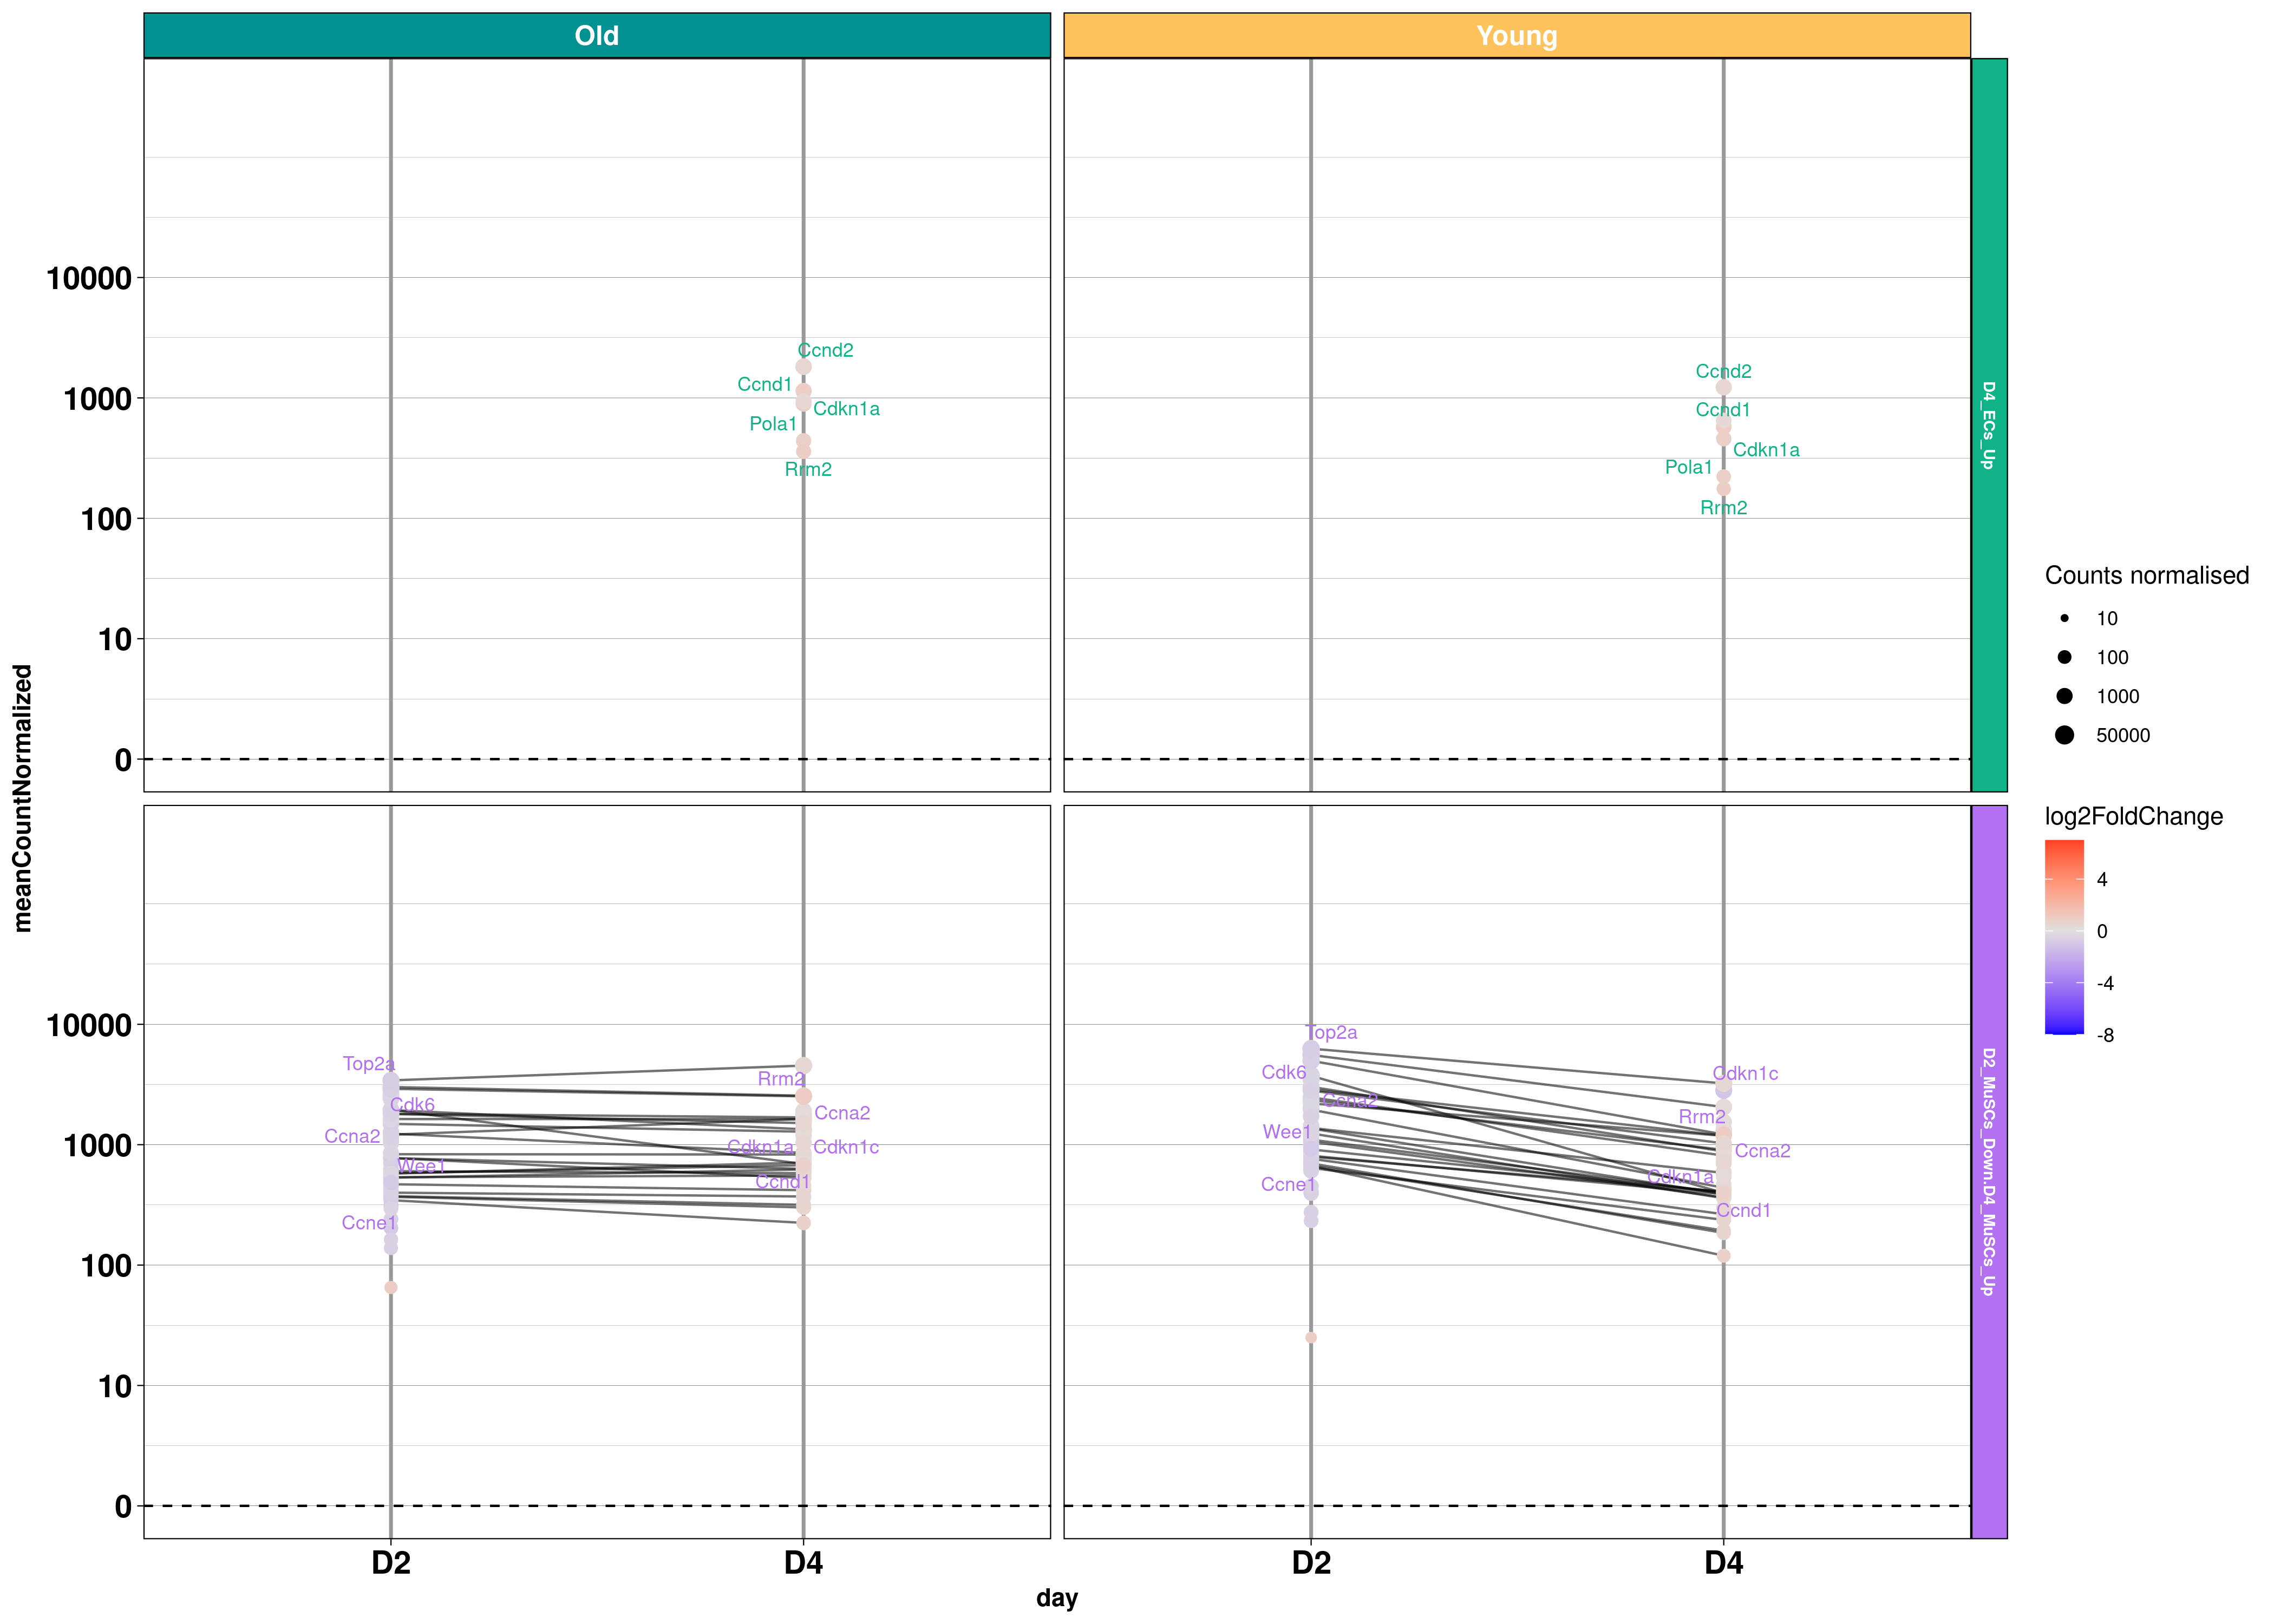 Old
Young
Ccnd2
Ccnd1
Cdkn1a
Pola1
Rrm2
Ccnd2
Ccnd1
Cdkn1a
Pola1
Rrm2
10000
1000
100
10
0
D4_ECs_Up
Top2a
Cdk6
Ccna2
Wee1
Ccne1
Rrm2
Ccna2
Cdkn1a
Cdkn1c
Ccnd1
Top2a
Cdk6
Ccna2
Wee1
Ccne1
Cdkn1c
Rrm2
Ccna2
Cdkn1a
Ccnd1
10000
1000
100
10
0
D2_MuSCs_Down.D4_MuSCs_Up
D2
D4
D2
D4
day
meanCountNormalized
Counts normalised
10
100
1000
50000
log2FoldChange
4
0
-4
-8